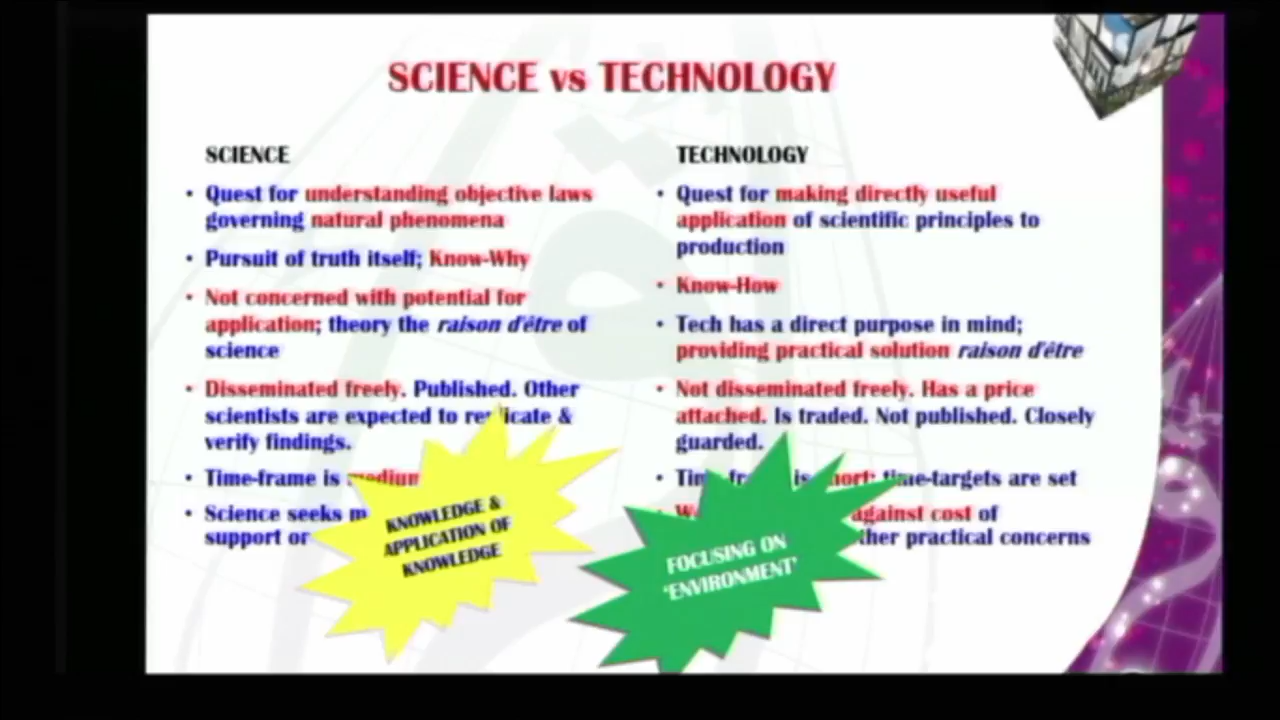 SCIENCE vs TECHNOLOGY
SCIENCE
• Quest for understanding objective laws
governing natural phenomena
• Pursuit of truth itself; Know-Why
• Not concerned with potential for
application; theory the raison d'être of
science
• Disseminated freely. Published. Other
scientists are expected to re icate &
verify findings.
• Time-frame is
• Science seeks
support or
TECHNOLOGY
• Quest for making directly useful
application of scientific principles to
production
• Know-How
• Tech has a direct purpose in mind;
providing practical solution raison d'être
• Not disseminated freely. Has a price
attached. Is traded. Not published. Closely
guarded.
• is time-targets are set
• against cost of
practical concerns
KNOWLEDGE &
APPLICATION OF
KNOWLEDGE
FOCUSING ON
'ENVIRONMENT'